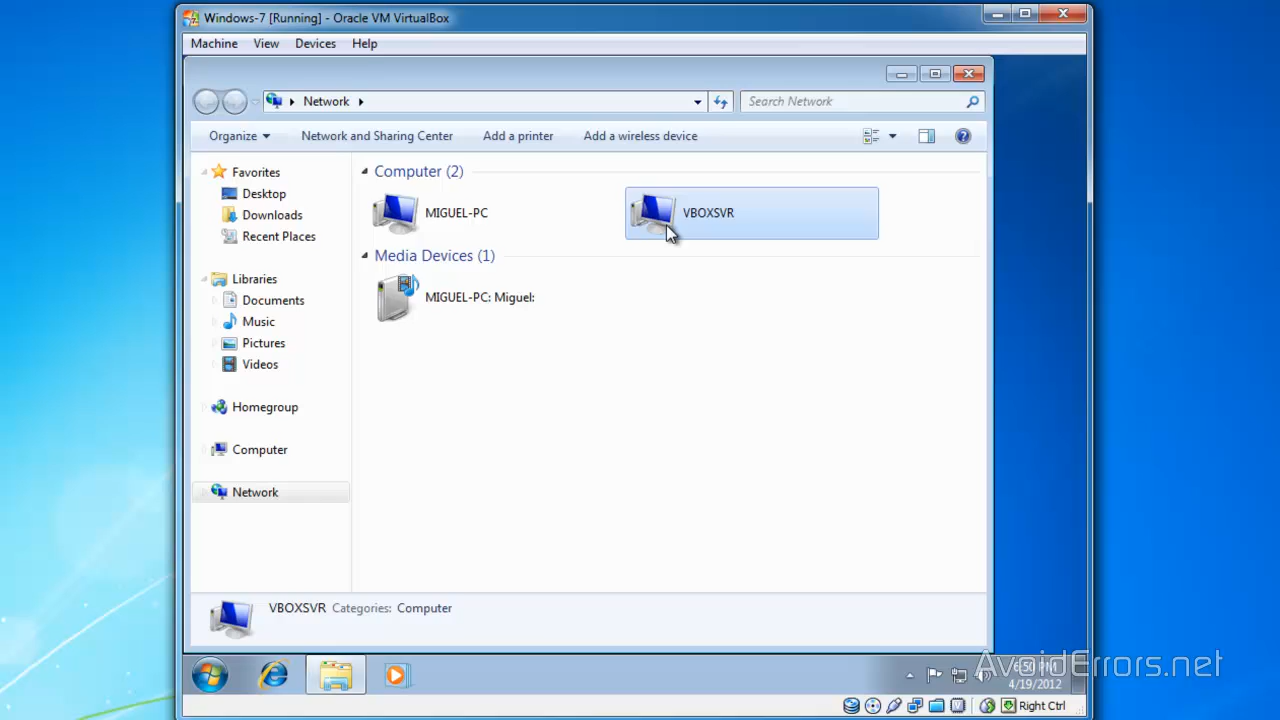 Windows-7 [Running] - Oracle VM VirtualBox
Machine View Devices Help
Network
Search Network
Organize Network and Sharing Center Add a printer Add a wireless device
Favorites
Desktop
Downloads
Recent Places
Libraries
Documents
Music
Pictures
Videos
Homegroup
Computer
Network
Computer (2)
MIGUEL-PC VBOXSVR
Media Devices (1)
MIGUEL-PC: Miguel:
VBOXSVR Categories: Computer
6:50 PM
4/19/2012
AvoidErrors.net
Right Ctrl